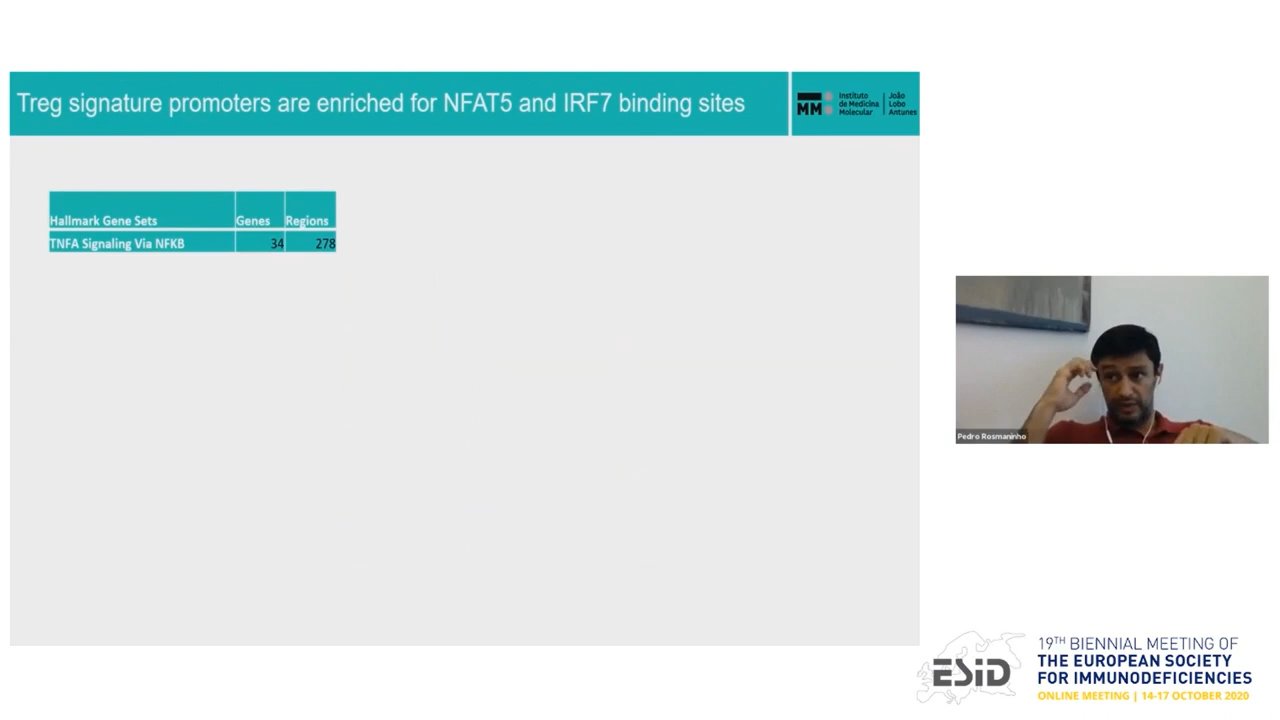 Treg signature promoters are enriched for NFAT5 and IRF7 binding sites
MM
Instituto
de Medicina
Molecular
João
Lobo
Antunes
Hallmark Gene Sets Genes Regions
TNFA Signaling Via NFKB 34 278
Pedro Rosmaninho
ESID
19TH BIENNIAL MEETING OF
THE EUROPEAN SOCIETY
FOR IMMUNODEFICIENCIES
ONLINE MEETING | 14-17 OCTOBER 2020